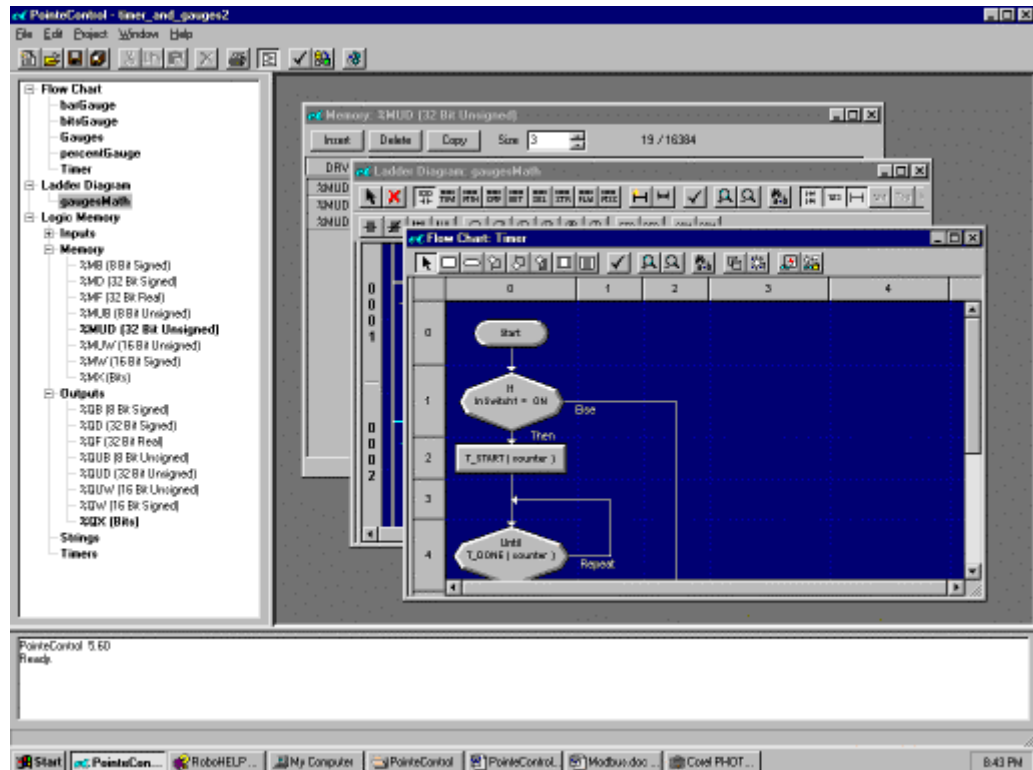 PointeControl - timer_and_gauges2
File Edit Project Window Help
Flow Chart
barGauge
bitsGauge
Gauges
percentGauge
Timer
Ladder Diagram
gaugesMath
Logic Memory
Inputs
Memory
%MB (8 Bit Signed)
%MD (32 Bit Signed)
%MF (32 Bit Real)
%MUB (8 Bit Unsigned)
%MUD (32 Bit Unsigned)
%MUW (16 Bit Unsigned)
%MW (16 Bit Signed)
%MX (Bits)
Outputs
%QB (8 Bit Signed)
%QD (32 Bit Signed)
%QF (32 Bit Real)
%QUB (8 Bit Unsigned)
%QUD (32 Bit Unsigned)
%QUW (16 Bit Unsigned)
%QW (16 Bit Signed)
%QX (Bits)
Strings
Timers
Memory: %MUD (32 Bit Unsigned)
Insert Delete Copy Size 3 19 / 16384
DRV
%MUD
%MUD
%MUD
%MUD
Ladder Diagram: gaugesMath
0001
0002
Flow Chart: Timer
0 1 2 3 4
0
1
2
3
4
Start
If
inSwitch1 = ON
Else
Then
T_START ( counter )
Until
T_DONE ( counter )
Repeat
PointeControl 5.60
Ready.
Start PointeCon... RoboHELP ... My Computer PointeControl PointeControl... Modbus.doc ... Corel PHOT... 8:43 PM